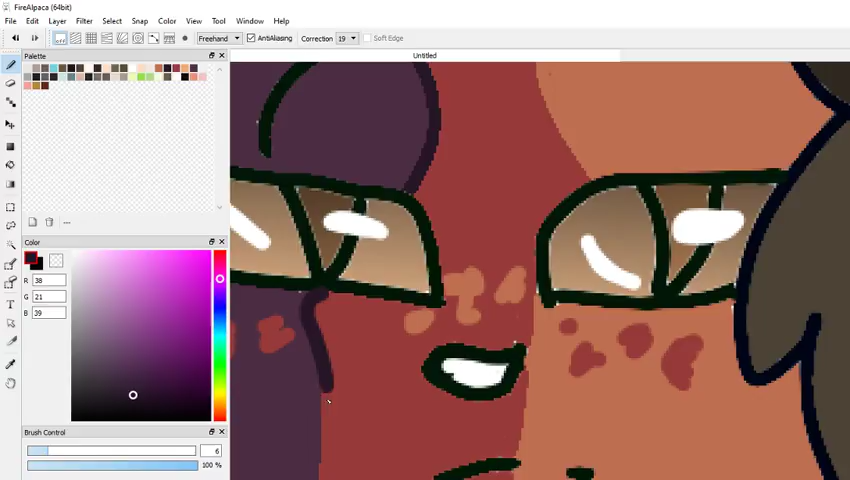 FireAlpaca (64bit)
File Edit Layer Filter Select Snap Color View Tool Window Help
off Freehand AntiAliasing Correction 19 Soft Edge
Palette Untitled
Color
R 38
G 21
B 39
Brush Control
6
100 %